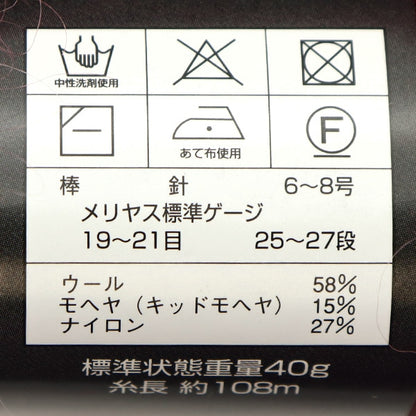 中性洗剤使用
あて布使用
F
棒 針 6～8号
メリヤス標準ゲージ
19～21目 25～27段
ウール 58%
モヘヤ（キッドモヘヤ） 15%
ナイロン 27%
標準状態重量40g
糸長 約108m